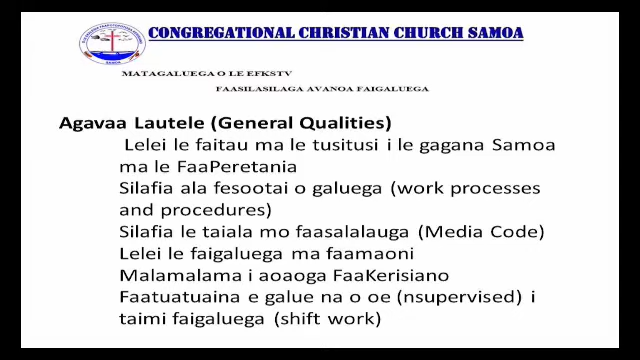 CONGREGATIONAL CHRISTIAN CHURCH SAMOA
MATAGALUEGA O LE EFKSTV
FAASILASILAGA AVANOA FAIGALUEGA
Agavaa Lautele (General Qualities)
Lelei le faitau ma le tusitusi i le gagana Samoa
ma le FaaPeretania
Silafia ala fesootai o galuega (work processes
and procedures)
Silafia le taiala mo faasalalauga (Media Code)
Lelei le faigaluega ma faamaoni
Malamalama i aoaoga FaaKerisiano
Faatuatuaina e galue na o oe (nsupervised) i
taimi faigaluega (shift work)